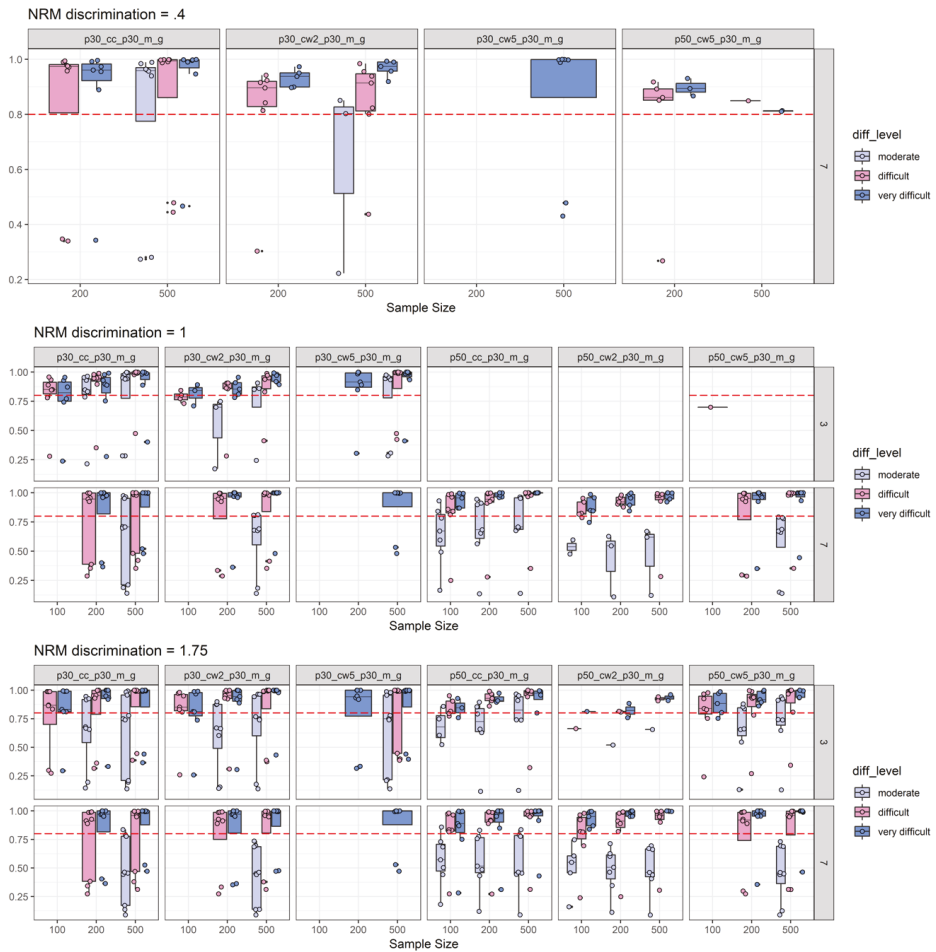 NRM discrimination = .4
p30_cc_p30_m_g p30_cw2_p30_m_g p30_cw5_p30_m_g p50_cw5_p30_m_g
1.0
0.8
0.6
0.4
0.2
7
200 500 200 500 200 500 200 500
Sample Size
diff_level
moderate
difficult
very difficult
NRM discrimination = 1
p30_cc_p30_m_g p30_cw2_p30_m_g p30_cw5_p30_m_g p50_cc_p30_m_g p50_cw2_p30_m_g p50_cw5_p30_m_g
1.00
0.75
0.50
0.25
3
1.00
0.75
0.50
0.25
7
100 200 500 100 200 500 100 200 500 100 200 500 100 200 500 100 200 500
Sample Size
diff_level
moderate
difficult
very difficult
NRM discrimination = 1.75
p30_cc_p30_m_g p30_cw2_p30_m_g p30_cw5_p30_m_g p50_cc_p30_m_g p50_cw2_p30_m_g p50_cw5_p30_m_g
1.00
0.75
0.50
0.25
3
1.00
0.75
0.50
0.25
7
100 200 500 100 200 500 100 200 500 100 200 500 100 200 500 100 200 500
Sample Size
diff_level
moderate
difficult
very difficult